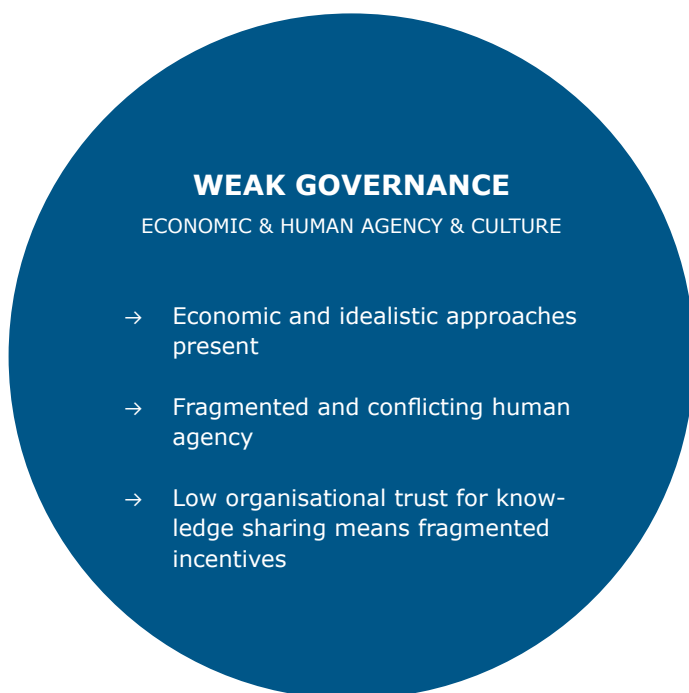 WEAK GOVERNANCE
ECONOMIC & HUMAN AGENCY & CULTURE
→ Economic and idealistic approaches
present
→ Fragmented and conflicting human
agency
→ Low organisational trust for know-
ledge sharing means fragmented
incentives